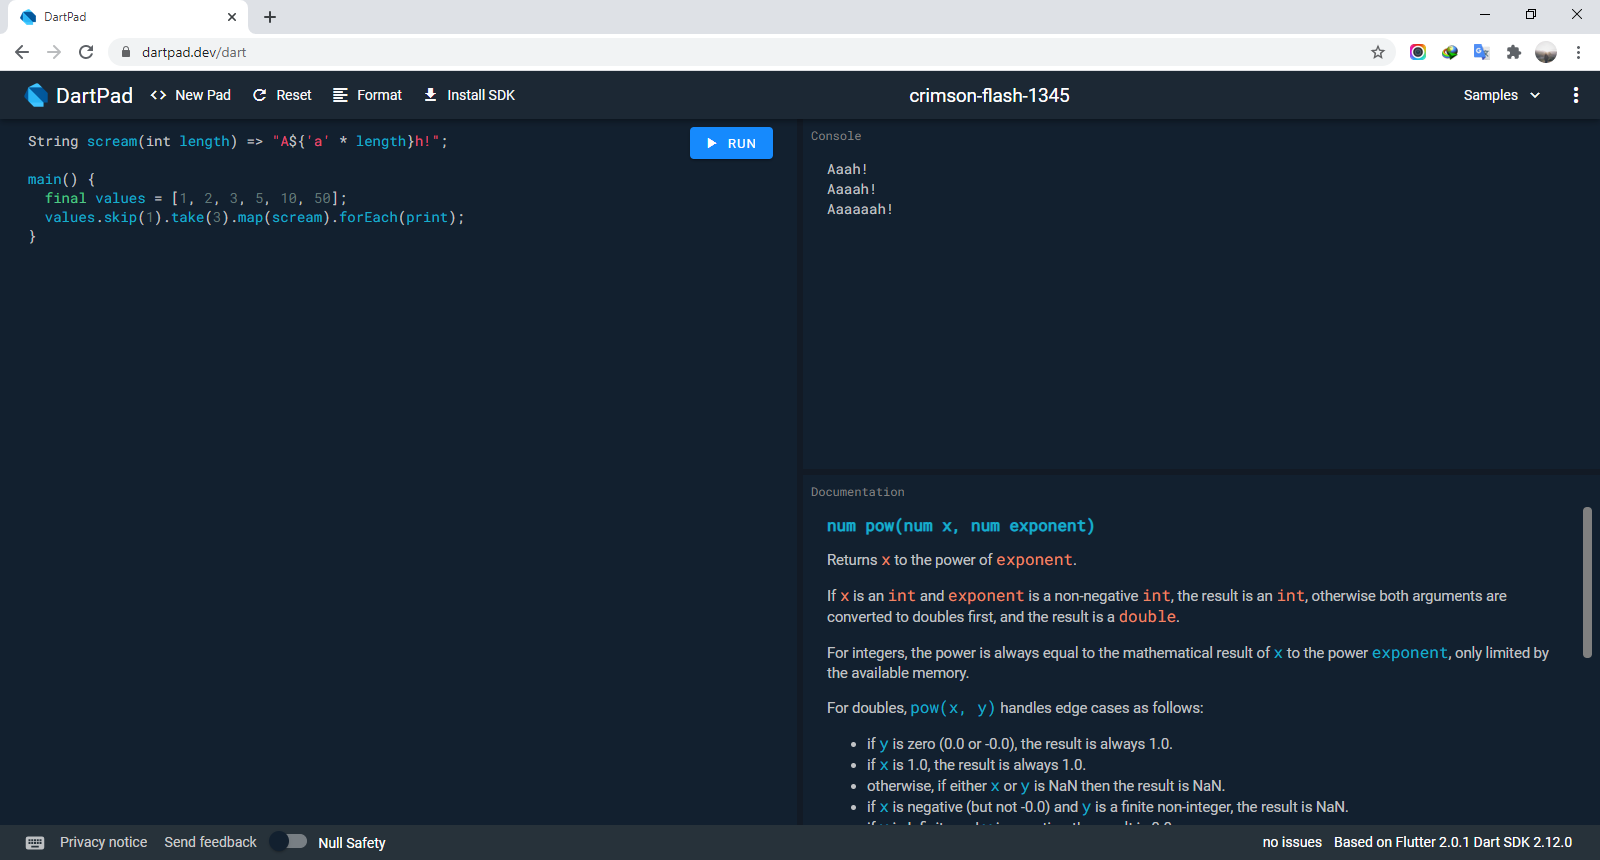 DartPad
dartpad.dev/dart
DartPad
New Pad
Reset
Format
Install SDK
crimson-flash-1345
Samples
String scream(int length) => "A${'a' * length}h!";
main() {
final values = [1, 2, 3, 5, 10, 50];
values.skip(1).take(3).map(scream).forEach(print);
}
RUN
Console
Aaah!
Aaaah!
Aaaaaah!
Documentation
num pow(num x, num exponent)
Returns x to the power of exponent.
If x is an int and exponent is a non-negative int, the result is an int, otherwise both arguments are
converted to doubles first, and the result is a double.
For integers, the power is always equal to the mathematical result of x to the power exponent, only limited by
the available memory.
For doubles, pow(x, y) handles edge cases as follows:
• if y is zero (0.0 or -0.0), the result is always 1.0.
• if x is 1.0, the result is always 1.0.
• otherwise, if either x or y is NaN then the result is NaN.
• if x is negative (but not -0.0) and y is a finite non-integer, the result is NaN.
Privacy notice
Send feedback
Null Safety
no issues
Based on Flutter 2.0.1 Dart SDK 2.12.0